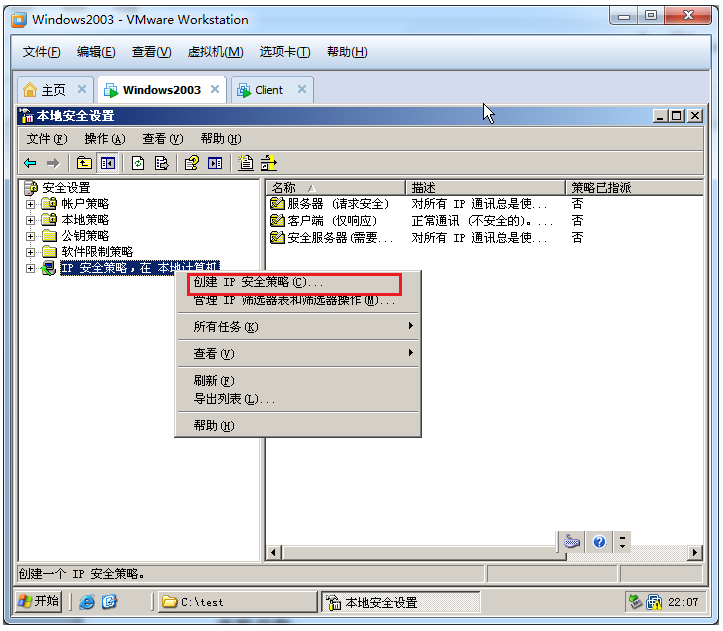 Windows2003 - VMware Workstation
文件(F) 编辑(E) 查看(V) 虚拟机(M) 选项卡(T) 帮助(H)
主页 Windows2003 Client
本地安全设置
文件(F) 操作(A) 查看(V) 帮助(H)
安全设置
帐户策略
本地策略
公钥策略
软件限制策略
IP 安全策略，在 本地计算机
名称 描述 策略已指派
服务器 (请求安全) 对所有 IP 通讯总是使... 否
客户端 (仅响应) 正常通讯 (不安全的)。... 否
安全服务器(需要... 对所有 IP 通讯总是使... 否
创建 IP 安全策略(C)...
管理 IP 筛选器表和筛选器操作(M)...
所有任务(K)
查看(V)
刷新(F)
导出列表(L)...
帮助(H)
创建一个 IP 安全策略。
开始 C:\test 本地安全设置 22:07